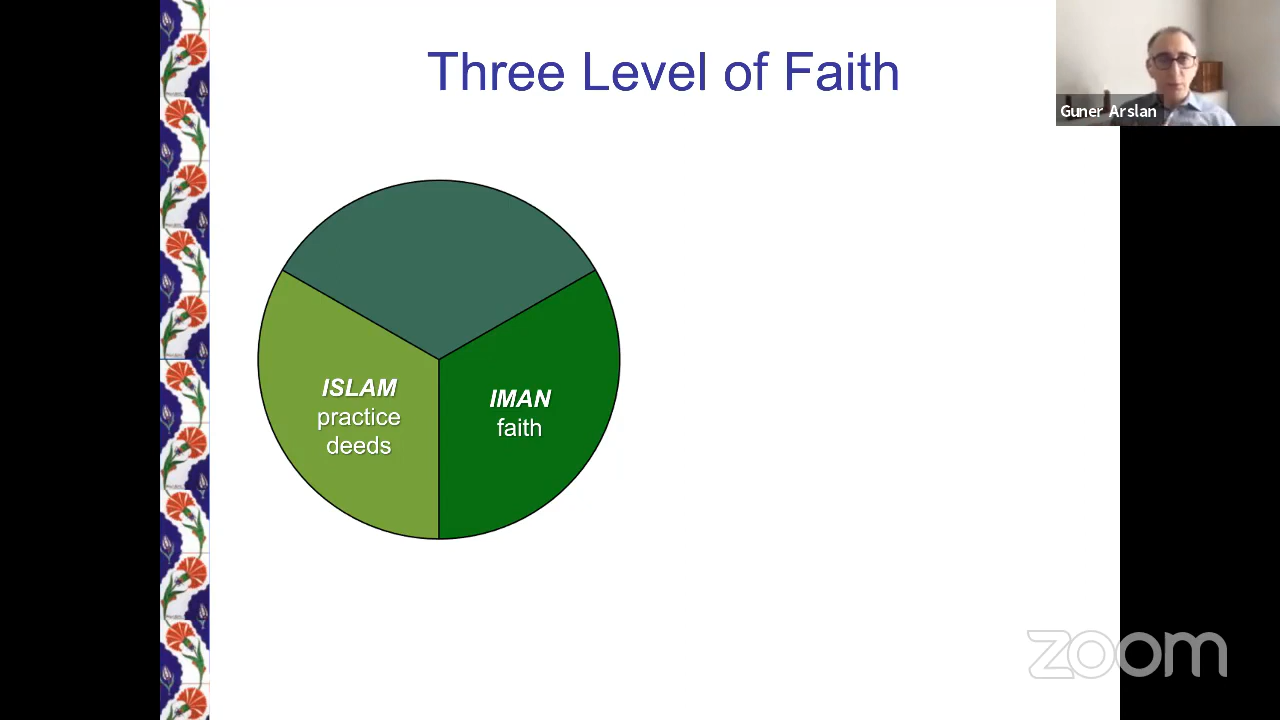 Three Level of Faith
Guner Arslan
ISLAM
practice
deeds
IMAN
faith
zoom